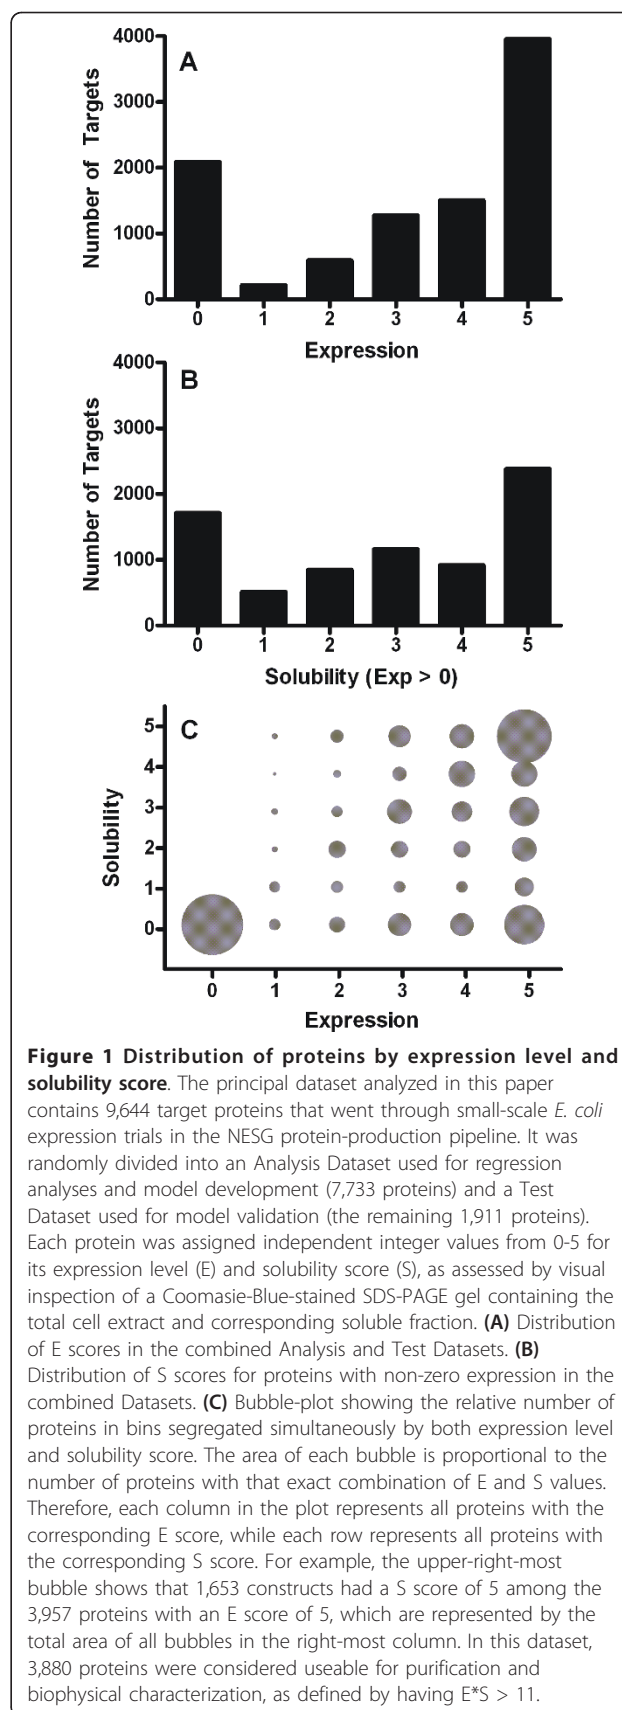 A
Number of Targets
4000
3000
2000
1000
0
0 1 2 3 4 5
Expression
B
Number of Targets
4000
3000
2000
1000
0
0 1 2 3 4 5
Solubility (Exp > 0)
C
Solubility
5
4
3
2
1
0
0 1 2 3 4 5
Expression
Figure 1 Distribution of proteins by expression level and
solubility score. The principal dataset analyzed in this paper
contains 9,644 target proteins that went through small-scale E. coli
expression trials in the NESG protein-production pipeline. It was
randomly divided into an Analysis Dataset used for regression
analyses and model development (7,733 proteins) and a Test
Dataset used for model validation (the remaining 1,911 proteins).
Each protein was assigned independent integer values from 0-5 for
its expression level (E) and solubility score (S), as assessed by visual
inspection of a Coomasie-Blue-stained SDS-PAGE gel containing the
total cell extract and corresponding soluble fraction. (A) Distribution
of E scores in the combined Analysis and Test Datasets. (B)
Distribution of S scores for proteins with non-zero expression in the
combined Datasets. (C) Bubble-plot showing the relative number of
proteins in bins segregated simultaneously by both expression level
and solubility score. The area of each bubble is proportional to the
number of proteins with that exact combination of E and S values.
Therefore, each column in the plot represents all proteins with the
corresponding E score, while each row represents all proteins with
the corresponding S score. For example, the upper-right-most
bubble shows that 1,653 constructs had a S score of 5 among the
3,957 proteins with an E score of 5, which are represented by the
total area of all bubbles in the right-most column. In this dataset,
3,880 proteins were considered useable for purification and
biophysical characterization, as defined by having E*S > 11.